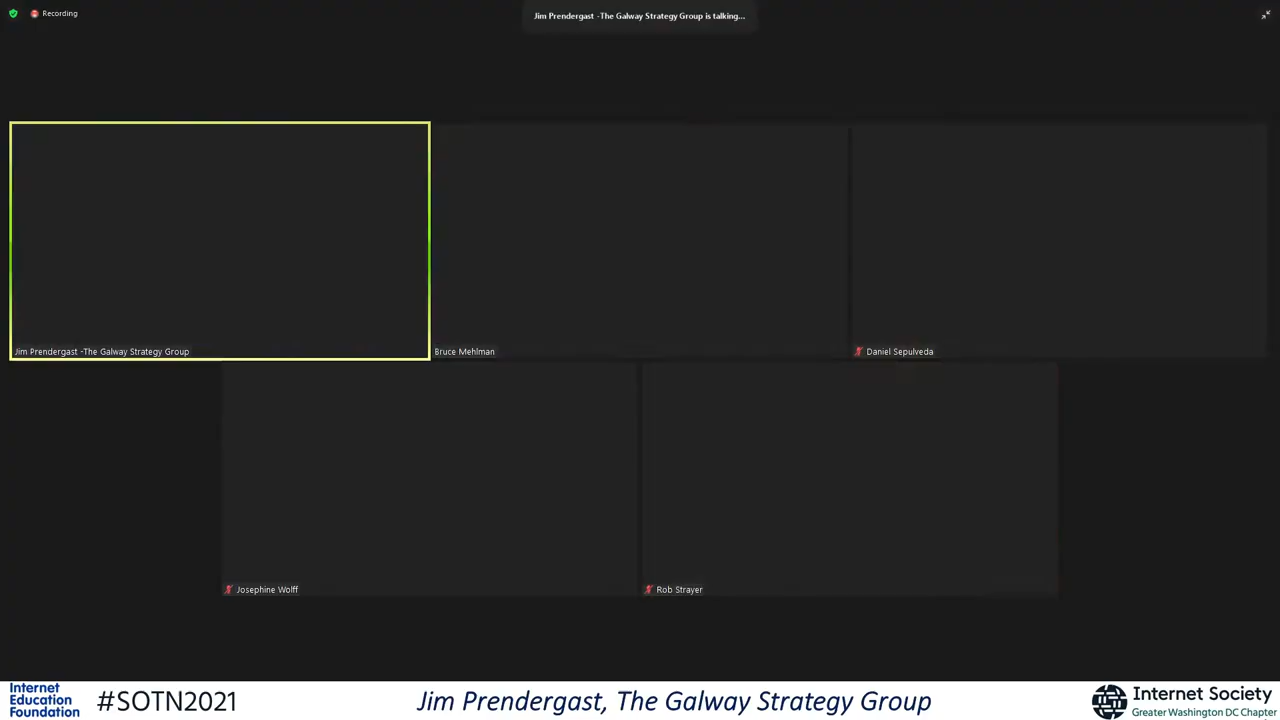 Recording
Jim Prendergast -The Galway Strategy Group is talking...
Jim Prendergast -The Galway Strategy Group
Bruce Mehlman
Daniel Sepulveda
Josephine Wolff
Rob Strayer
Internet
Education
Foundation
#SOTN2021
Jim Prendergast, The Galway Strategy Group
Internet Society
Greater Washington DC Chapter